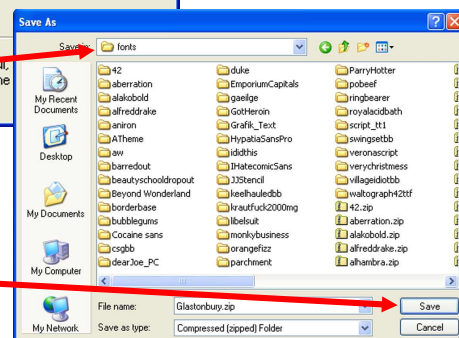 Save As
Save in: fonts
My Recent Documents
Desktop
My Documents
My Computer
My Network
42
aberration
alakobold
alfreddrake
aniron
ATheme
aw
barredout
beautyschooldropout
Beyond Wonderland
borderbase
bubblegums
Cocaine sans
csgbb
dearJoe_PC
duke
EmporiumCapitals
gaeilge
GotHeroin
Grafik_Text
HypatiaSansPro
ididthis
IHatecomicSans
JJStencil
keelhauledbb
krautfuck2000mg
libelsuit
monkybusiness
orangefizz
parchment
ParryHotter
pobeef
ringbearer
royalacidbath
script_tt1
swingsetbb
veronascript
verychristmess
villageidiotbb
waltograph42ttf
42.zip
aberration.zip
alakobold.zip
alfreddrake.zip
alhambra.zip
File name: Glastonbury.zip Save
Save as type: Compressed (zipped) Folder Cancel